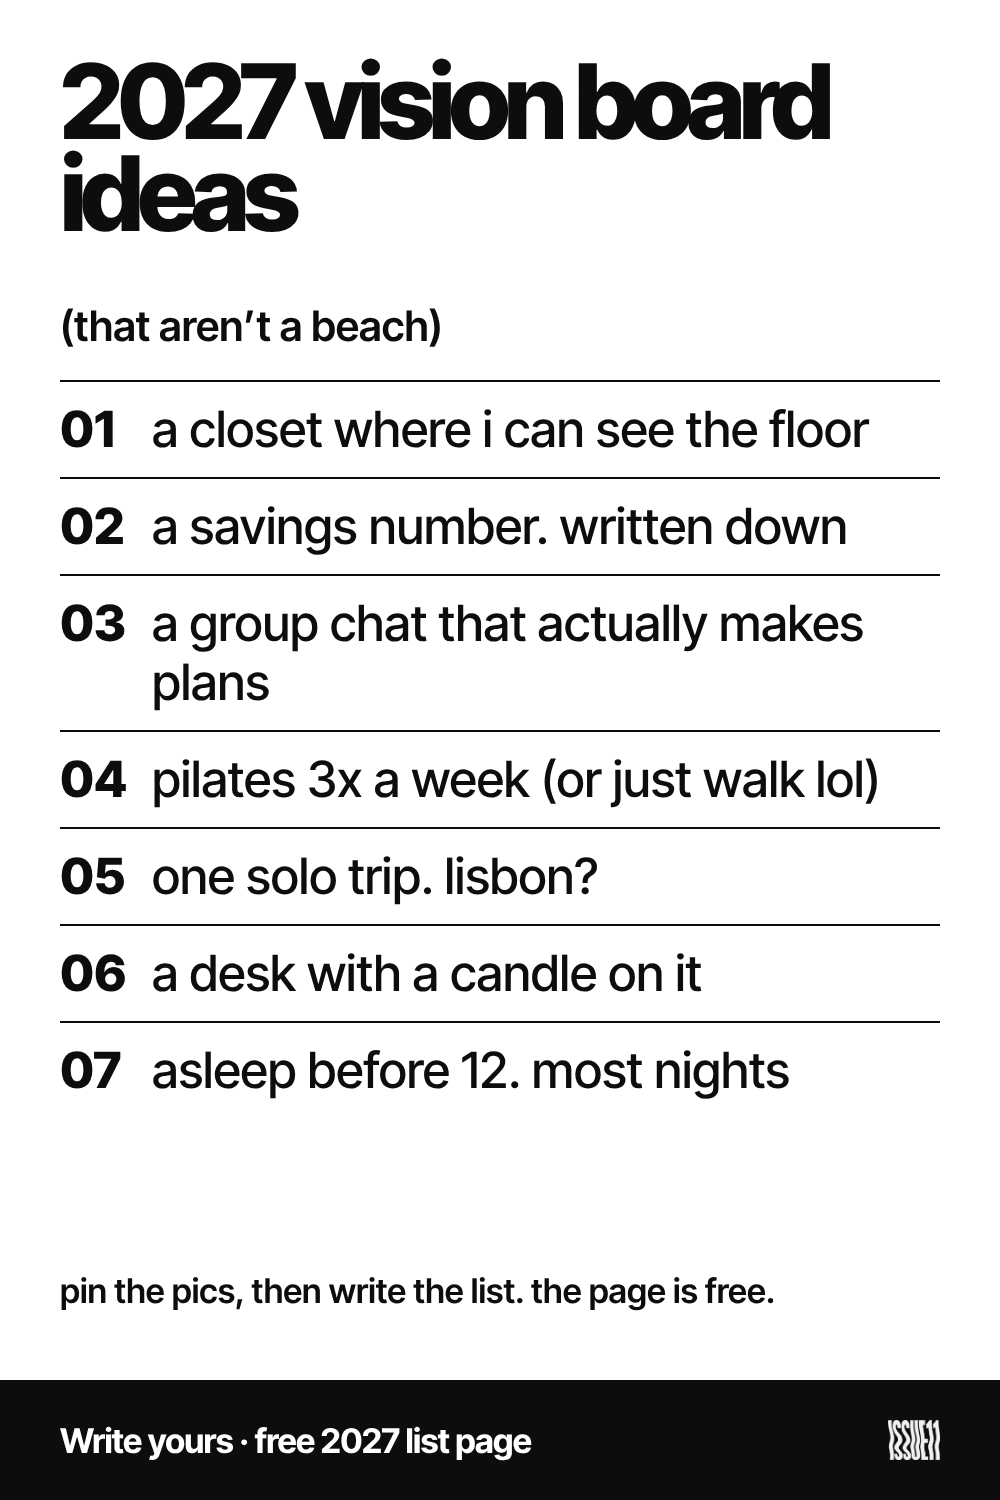 2027 vision board
ideas
(that aren’t a beach)
01 a closet where i can see the floor
02 a savings number. written down
03 a group chat that actually makes
plans
04 pilates 3x a week (or just walk lol)
05 one solo trip. lisbon?
06 a desk with a candle on it
07 asleep before 12. most nights
pin the pics, then write the list. the page is free.
Write yours · free 2027 list page
ISSUE11